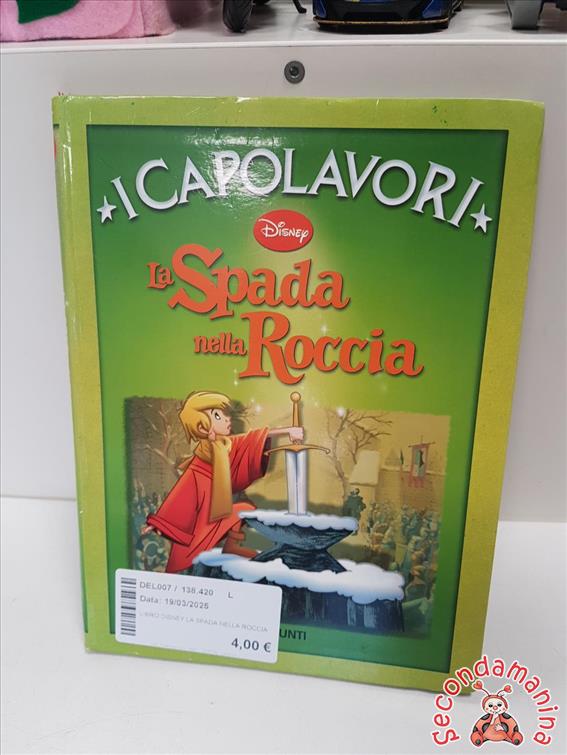 ★I CAPOLAVORI★
Disney
La Spada
nella Roccia
DEL007 / 138.420 L
Data: 19/03/2025
LIBRO DISNEY LA SPADA NELLA ROCCIA
4,00 €
UNTI
Secondamanina